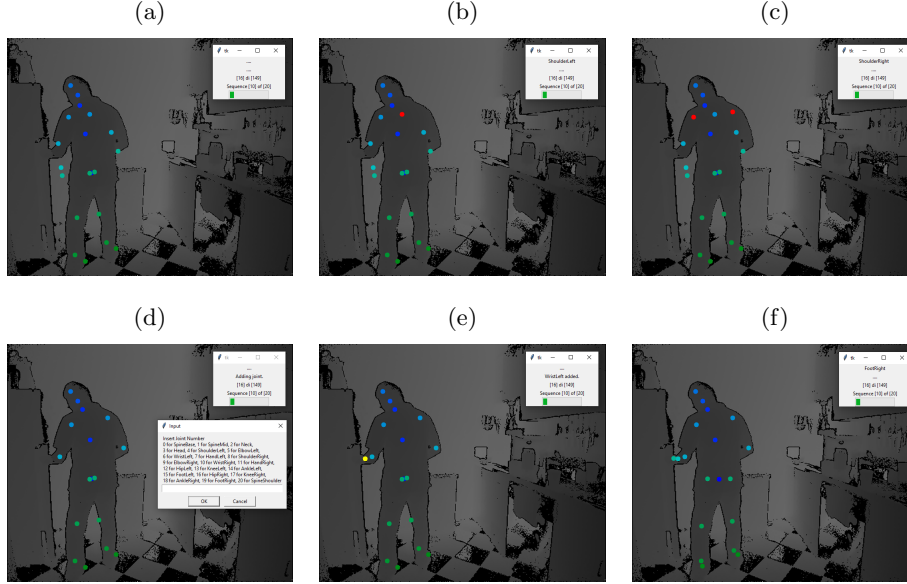 (a)
(b)
(c)
tk
---
---
[16] di [149]
Sequence [10] of [20]
tk
ShoulderLeft
---
[16] di [149]
Sequence [10] of [20]
tk
ShoulderRight
---
[16] di [149]
Sequence [10] of [20]
(d)
(e)
(f)
tk
---
Adding joint.
[16] di [149]
Sequence [10] of [20]
Input
Insert Joint Number
0 for SpineBase, 1 for SpineMid, 2 for Neck,
3 for Head, 4 for ShoulderLeft, 5 for ElbowLeft,
6 for WristLeft, 7 for HandLeft, 8 for ShoulderRight,
9 for ElbowRight, 10 for WristRight, 11 for HandRight,
12 for HipLeft, 13 for KneeLeft, 14 for AnkleLeft,
15 for FootLeft, 16 for HipRight, 17 for KneeRight,
18 for AnkleRight, 19 for FootRight, 20 for SpineShoulder
OK
Cancel
tk
---
WristLeft added.
[16] di [149]
Sequence [10] of [20]
tk
FootRight
---
[16] di [149]
Sequence [10] of [20]